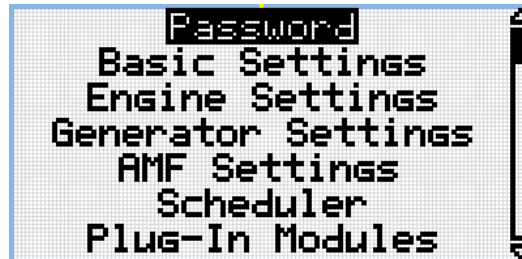 Password
Basic Settings
Engine Settings
Generator Settings
AMF Settings
Scheduler
Plug-In Modules